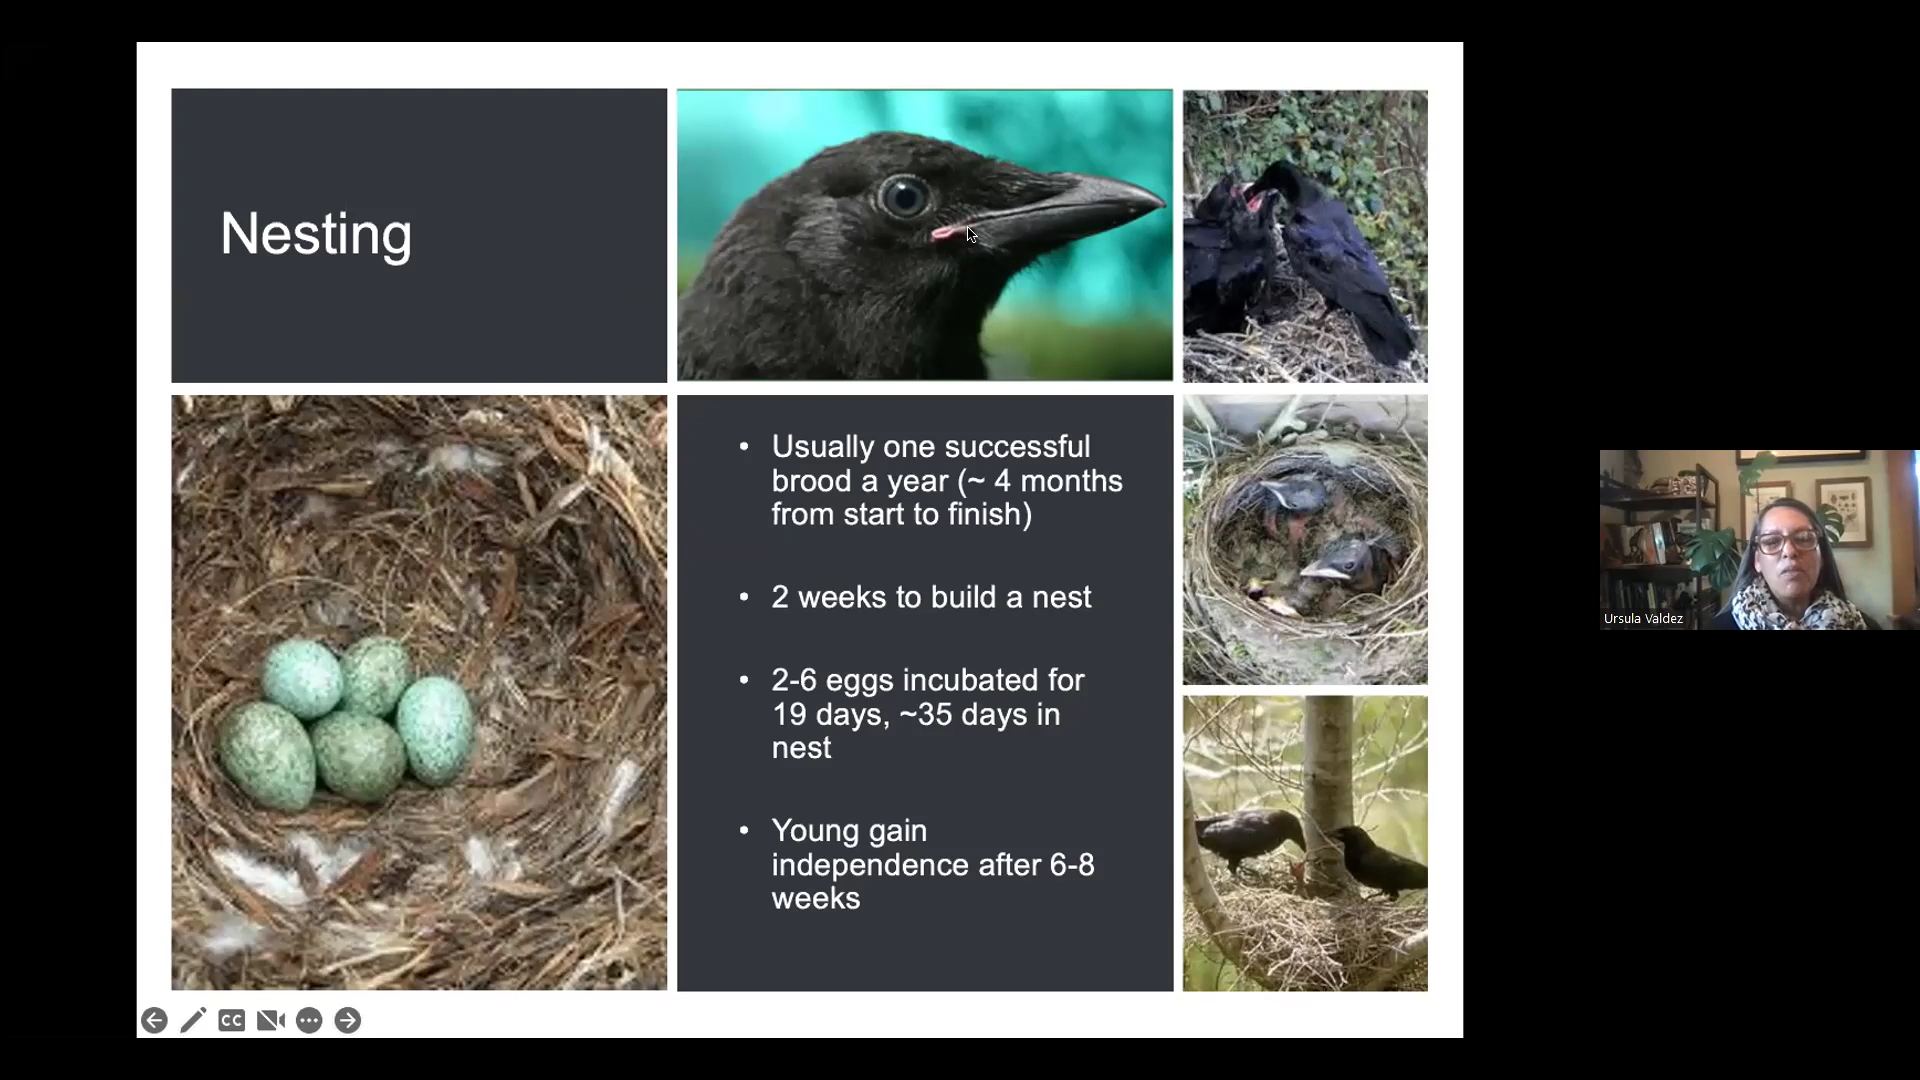 Nesting
• Usually one successful
brood a year (~ 4 months
from start to finish)
• 2 weeks to build a nest
• 2-6 eggs incubated for
19 days, ~35 days in
nest
• Young gain
independence after 6-8
weeks
Ursula Valdez
CC